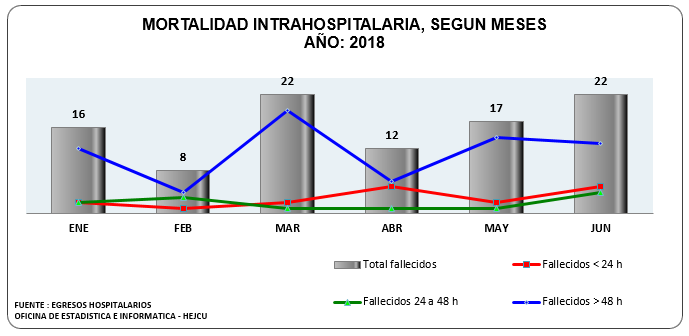 MORTALIDAD INTRAHOSPITALARIA, SEGUN MESES
AÑO: 2018
16
8
22
12
17
22
ENE
FEB
MAR
ABR
MAY
JUN
Total fallecidos
Fallecidos < 24 h
Fallecidos 24 a 48 h
Fallecidos > 48 h
FUENTE : EGRESOS HOSPITALARIOS
OFICINA DE ESTADISTICA E INFORMATICA - HEJCU